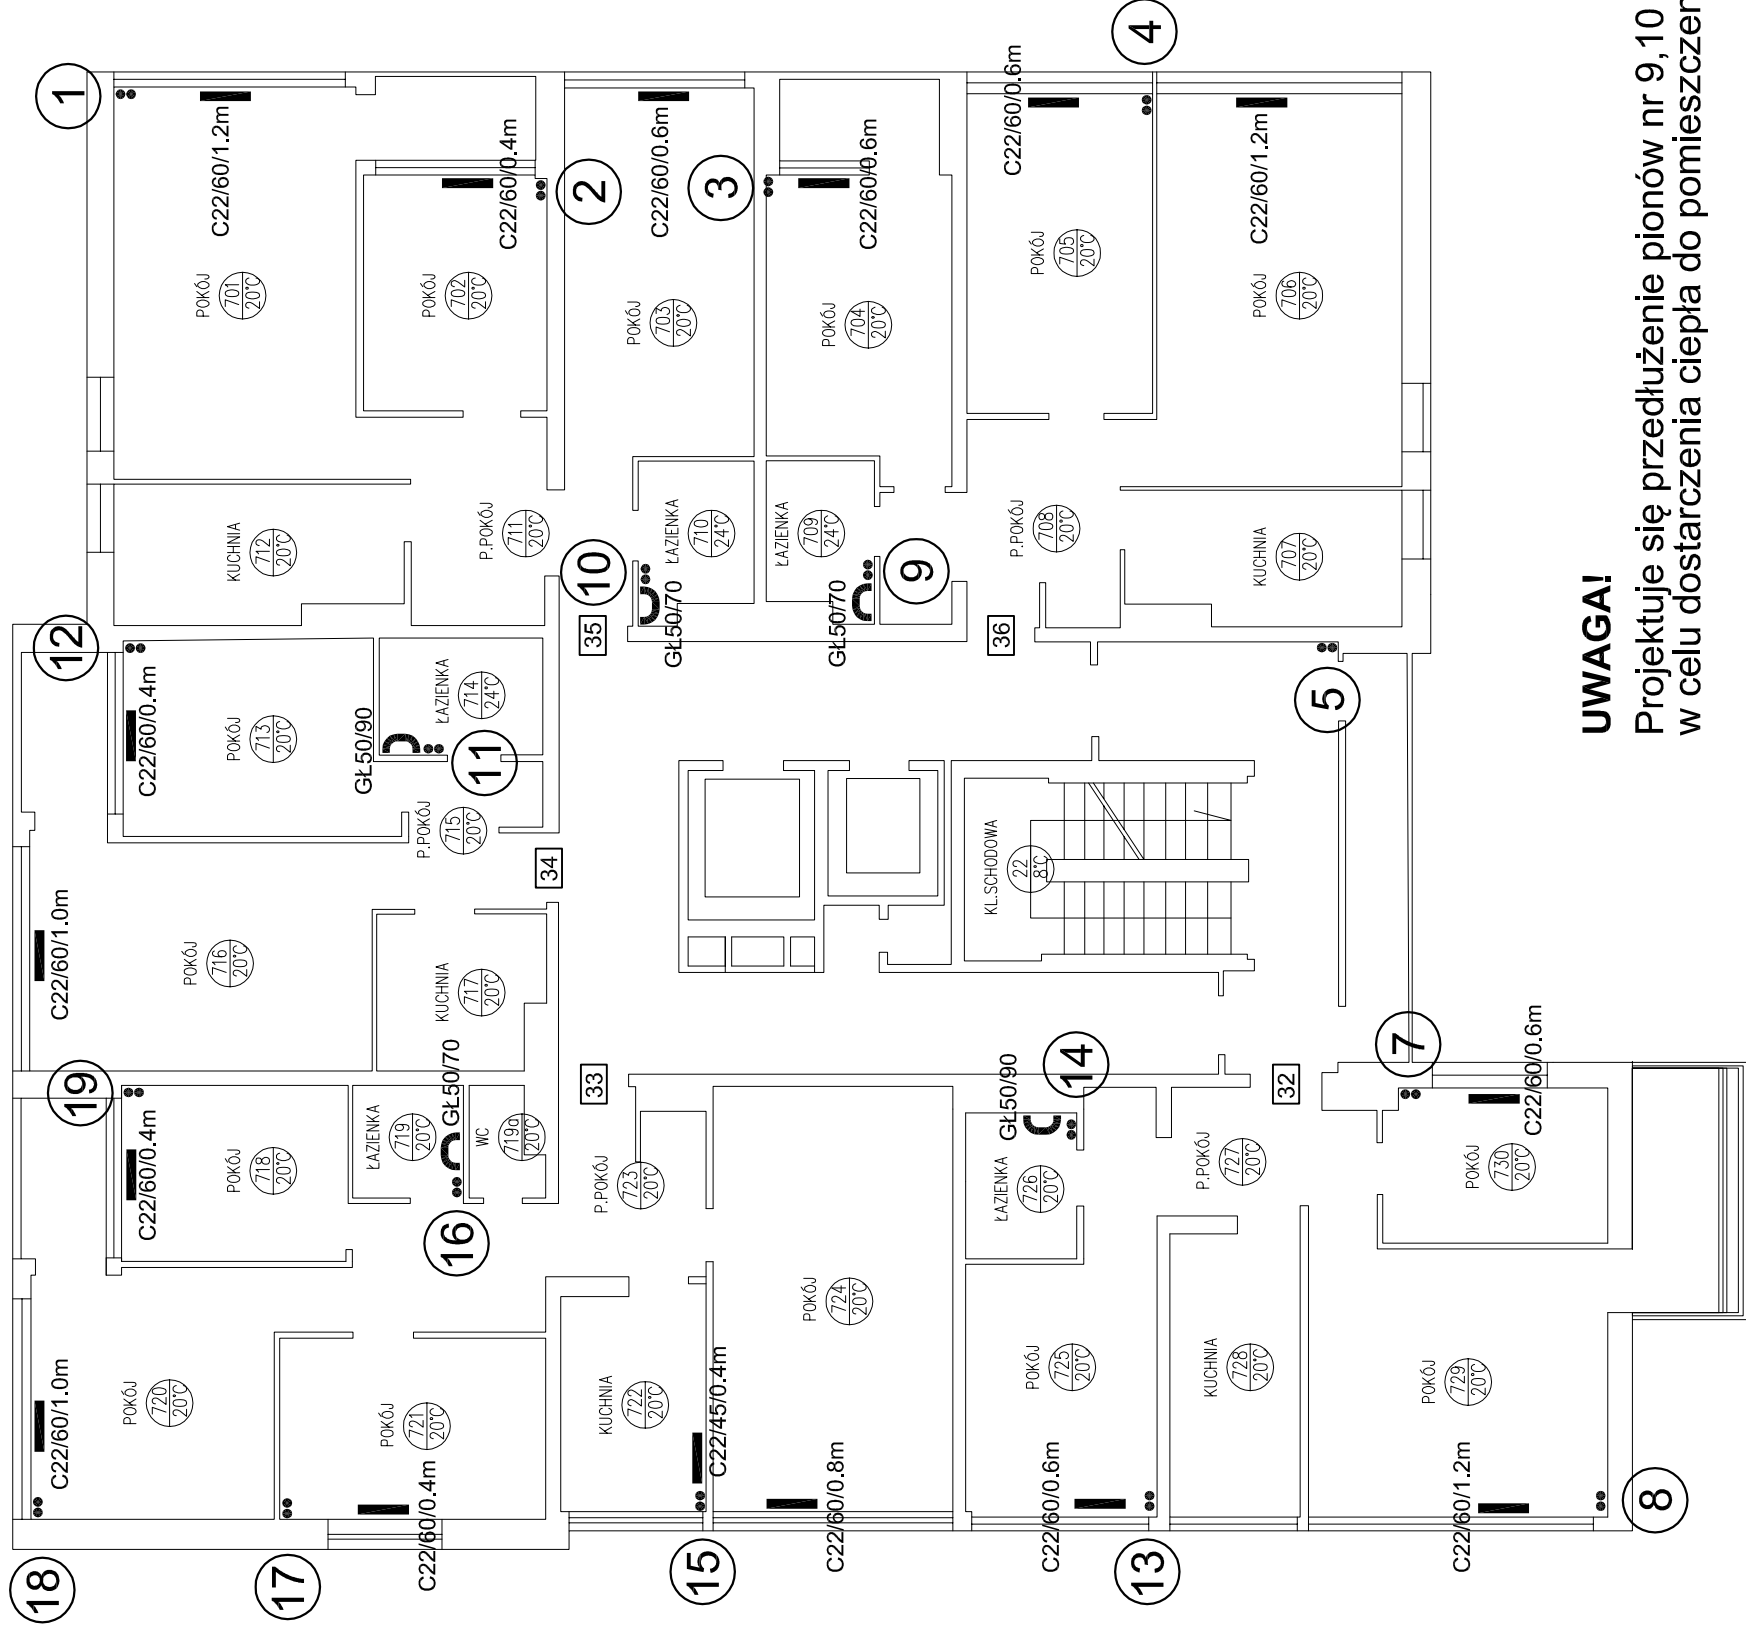 18
17
15
13
8
19
16
14
7
12
11
10
9
5
1
2
3
4
C22/60/1.0m
POKÓJ
720
20°C
C22/60/0.4m
POKÓJ
718
20°C
POKÓJ
721
20°C
C22/60/0.4m
ŁAZIENKA
719
20°C
GŁ50/70
WC
719a
20°C
C22/60/1.0m
POKÓJ
716
20°C
KUCHNIA
717
20°C
C22/60/0.4m
POKÓJ
713
20°C
GŁ50/90
ŁAZIENKA
714
24°C
P.POKÓJ
715
20°C
34
KUCHNIA
712
20°C
POKÓJ
701
20°C
C22/60/1.2m
POKÓJ
702
20°C
C22/60/0.4m
P.POKÓJ
711
20°C
35
POKÓJ
703
20°C
C22/60/0.6m
ŁAZIENKA
710
24°C
GŁ50/70
ŁAZIENKA
709
24°C
GŁ50/70
POKÓJ
704
20°C
C22/60/0.6m
36
P.POKÓJ
708
20°C
POKÓJ
705
20°C
C22/60/0.6m
KUCHNIA
707
20°C
POKÓJ
706
20°C
C22/60/1.2m
KL.SCHODOWA
22
8°C
33
P.POKÓJ
723
20°C
KUCHNIA
722
20°C
C22/45/0.4m
POKÓJ
724
20°C
C22/60/0.8m
ŁAZIENKA
726
20°C
GŁ50/90
POKÓJ
725
20°C
C22/60/0.6m
32
P.POKÓJ
727
20°C
KUCHNIA
728
20°C
POKÓJ
729
20°C
C22/60/1.2m
POKÓJ
730
20°C
C22/60/0.6m
UWAGA!
Projektuje się przedłużenie pionów nr 9,10
w celu dostarczenia ciepła do